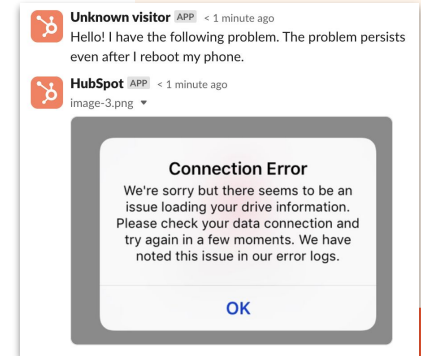 Unknown visitor APP < 1 minute ago
Hello! I have the following problem. The problem persists
even after I reboot my phone.
HubSpot APP < 1 minute ago
image-3.png
Connection Error
We're sorry but there seems to be an
issue loading your drive information.
Please check your data connection and
try again in a few moments. We have
noted this issue in our error logs.
OK